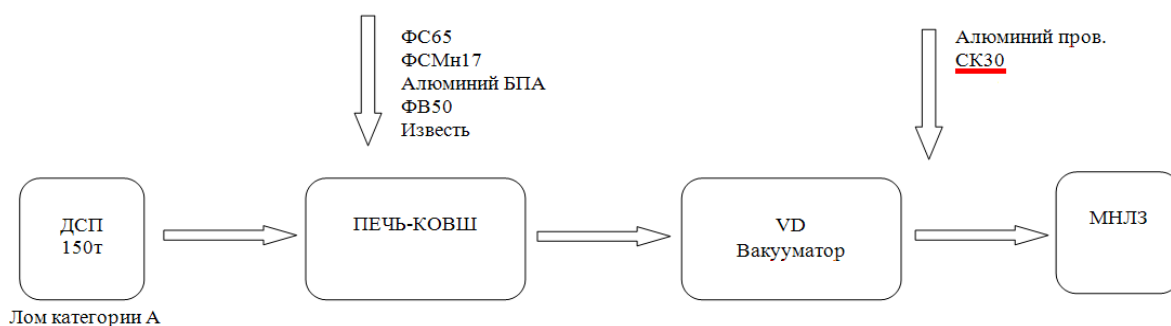 ФС65
ФСМн17
Алюминий БПА
ФВ50
Известь
Алюминий пров.
СК30
ДСП
150т
ПЕЧЬ-КОВШ
VD
Вакууматор
МНЛЗ
Лом категории А